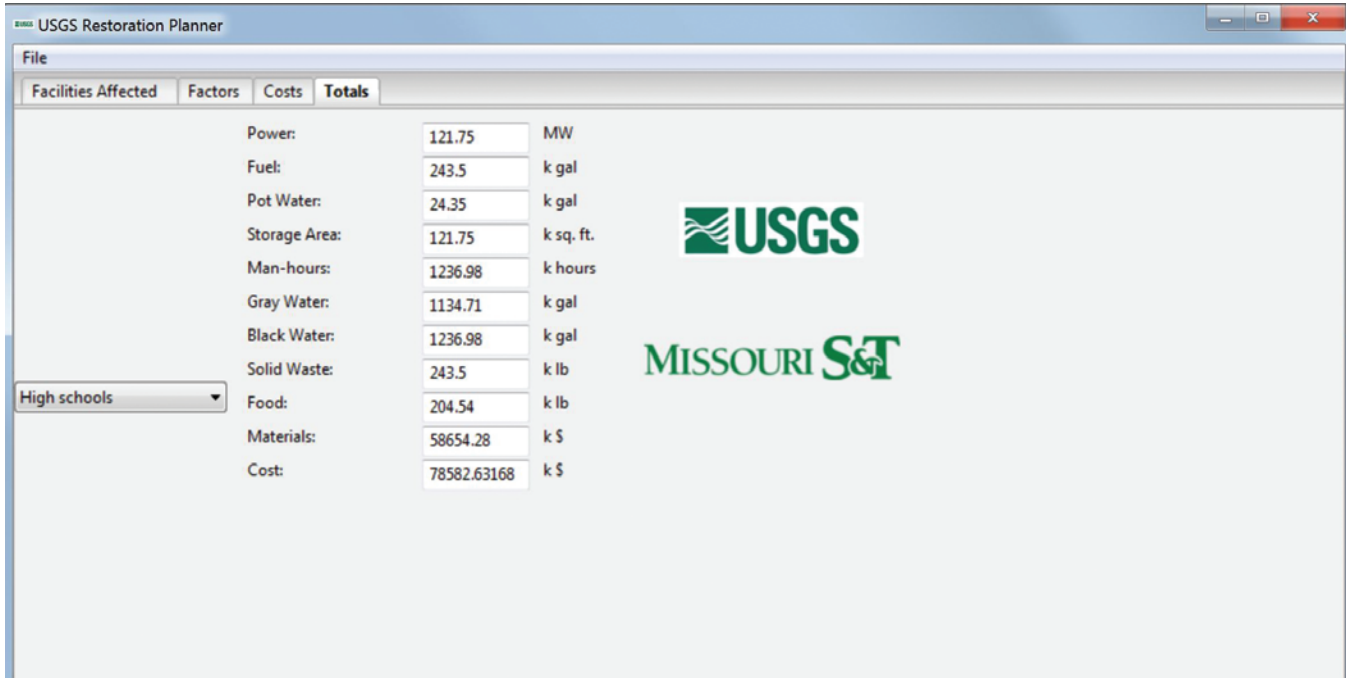 USGS Restoration Planner
File
Facilities Affected Factors Costs Totals
Power: 121.75 MW
Fuel: 243.5 k gal
Pot Water: 24.35 k gal
Storage Area: 121.75 k sq. ft.
Man-hours: 1236.98 k hours
Gray Water: 1134.71 k gal
Black Water: 1236.98 k gal
Solid Waste: 243.5 k lb
High schools
Food: 204.54 k lb
Materials: 58654.28 k $
Cost: 78582.63168 k $
USGS
MISSOURI S&T